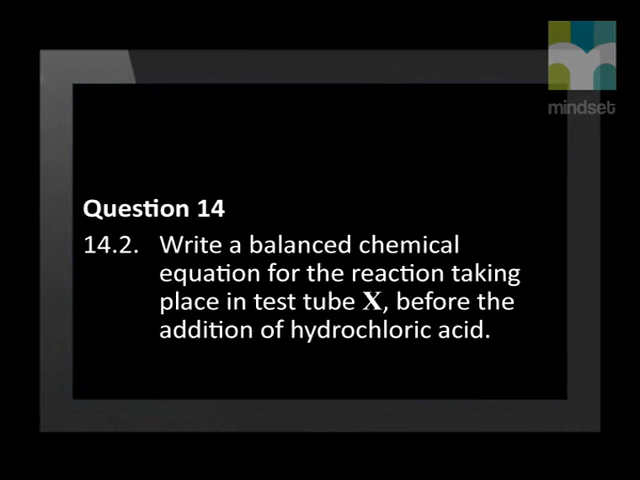 mindset
Question 14
14.2. Write a balanced chemical
equation for the reaction taking
place in test tube X, before the
addition of hydrochloric acid.